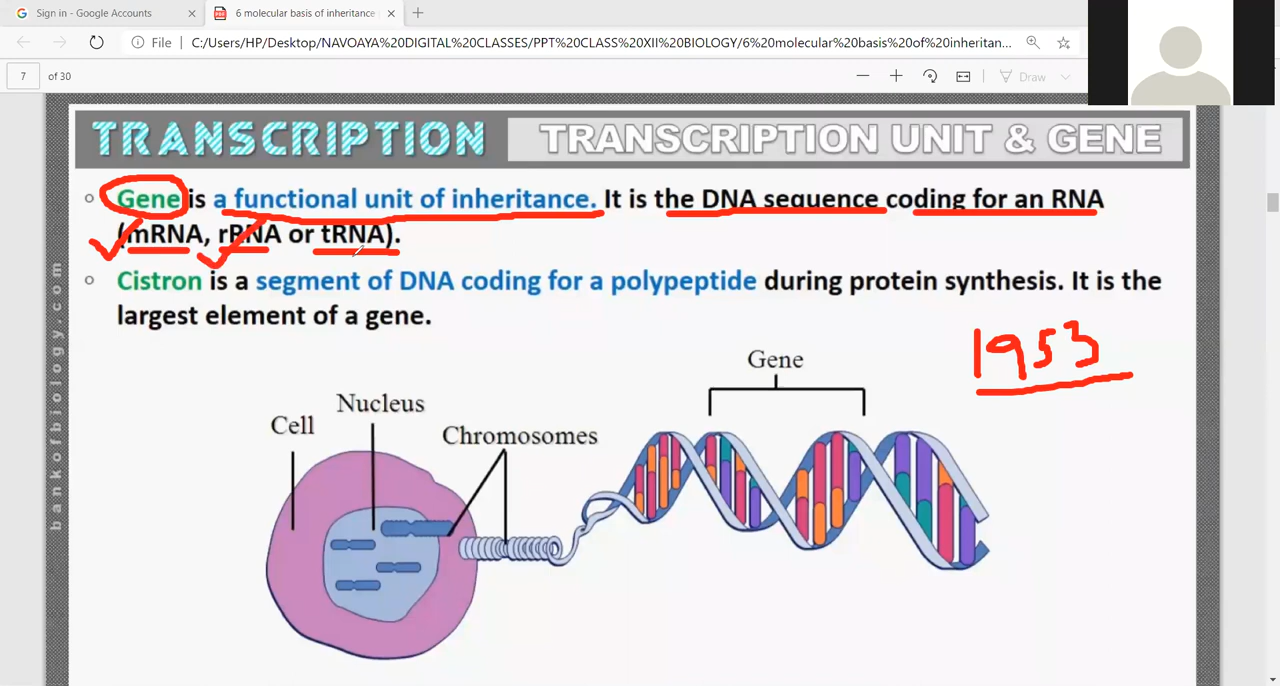 Sign in - Google Accounts
6 molecular basis of inheritance
File
C:/Users/HP/Desktop/NAVOAYA%20DIGITAL%20CLASSES/PPT%20CLASS%20XII%20BIOLOGY/6%20molecular%20basis%20of%20inheritan...
Draw
7 of 30
TRANSCRIPTION
TRANSCRIPTION UNIT & GENE
Gene is a functional unit of inheritance. It is the DNA sequence coding for an RNA
(mRNA, rRNA or tRNA).
Cistron is a segment of DNA coding for a polypeptide during protein synthesis. It is the
largest element of a gene.
1953
Gene
Nucleus
Cell
Chromosomes
bankofbiology.com